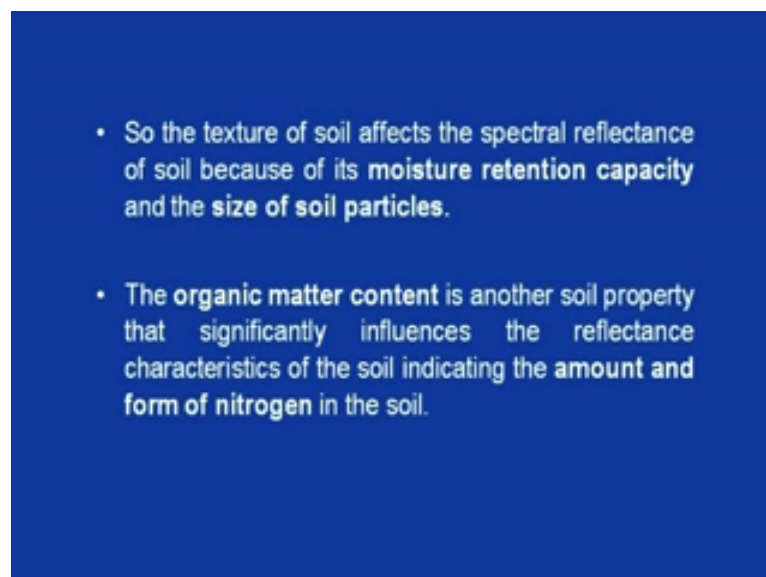 • So the texture of soil affects the spectral reflectance
of soil because of its moisture retention capacity
and the size of soil particles.
• The organic matter content is another soil property
that significantly influences the reflectance
characteristics of the soil indicating the amount and
form of nitrogen in the soil.